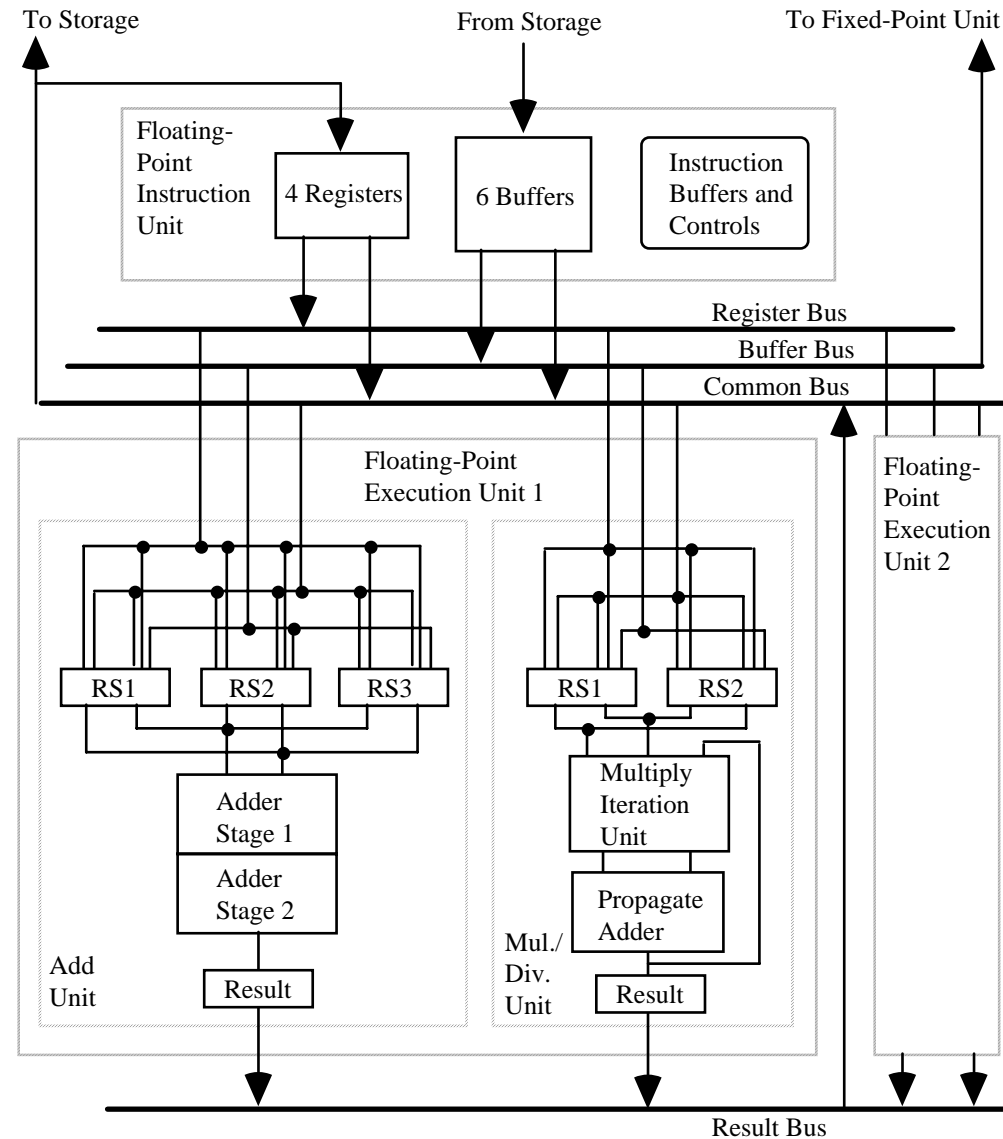 To Storage
From Storage
To Fixed-Point Unit
Floating-
Point
Instruction
Unit
4 Registers
6 Buffers
Instruction
Buffers and
Controls
Register Bus
Buffer Bus
Common Bus
Floating-Point
Execution Unit 1
Floating-
Point
Execution
Unit 2
RS1
RS2
RS3
RS1
RS2
Adder
Stage 1
Adder
Stage 2
Multiply
Iteration
Unit
Propagate
Adder
Add
Unit
Result
Mul./
Div.
Unit
Result
Result Bus